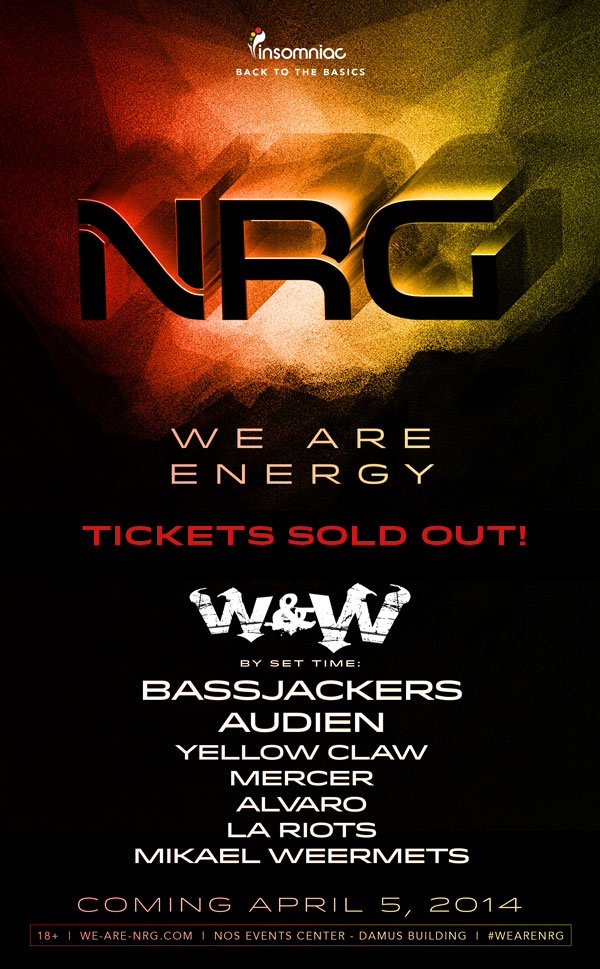 insomniac
BACK TO THE BASICS
NRG
WE ARE
ENERGY
TICKETS SOLD OUT!
W&W
BY SET TIME:
BASSJACKERS
AUDIEN
YELLOW CLAW
MERCER
ALVARO
LA RIOTS
MIKAEL WEERMETS
COMING APRIL 5, 2014
18+ | WE-ARE-NRG.COM | NOS EVENTS CENTER - DAMUS BUILDING | #WEARENRG